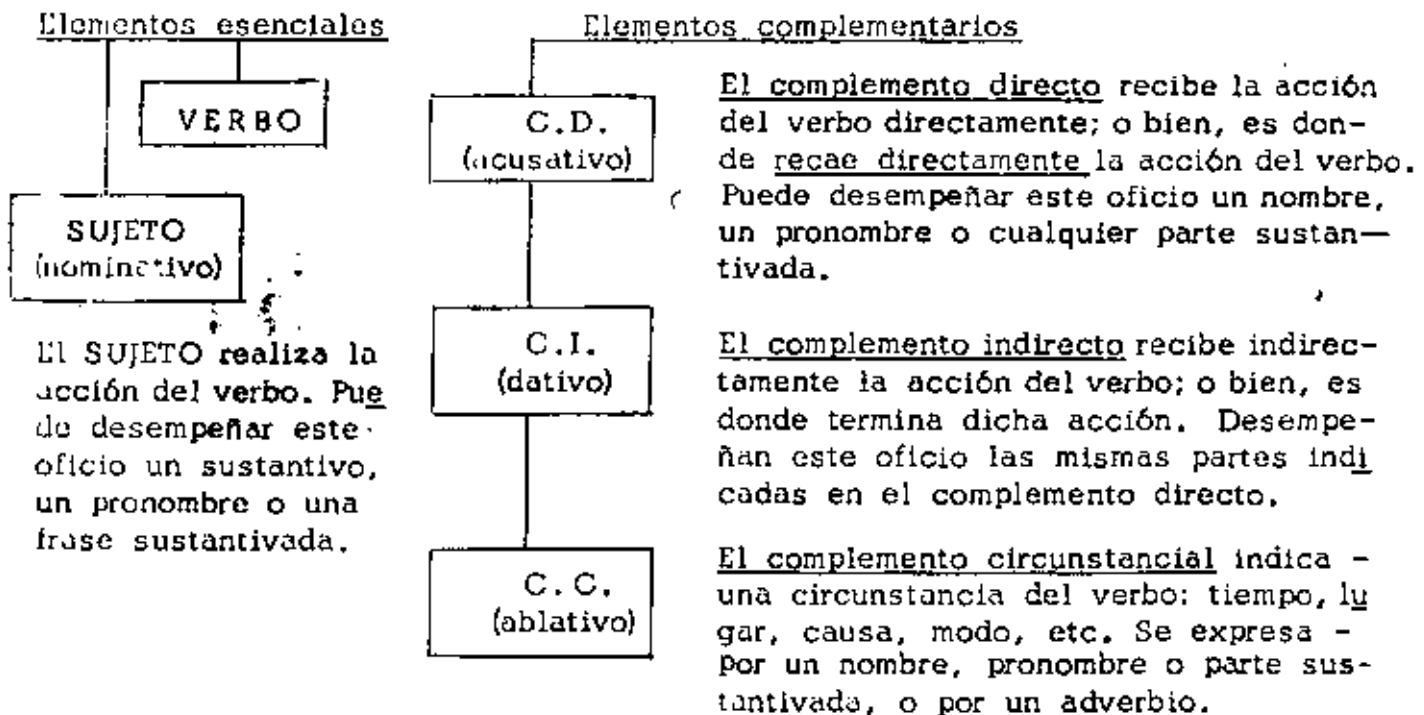 Elementos esenciales
VERBO
SUJETO
(nominativo)
El SUJETO realiza la
acción del verbo. Pue
de desempeñar este
oficio un sustantivo,
un pronombre o una
frase sustantivada.
Elementos complementarios
C.D.
(acusativo)
El complemento directo recibe la acción
del verbo directamente; o bien, es don-
de recae directamente la acción del verbo.
Puede desempeñar este oficio un nombre,
un pronombre o cualquier parte sustan—
tivada.
C.I.
(dativo)
El complemento indirecto recibe indirec-
tamente la acción del verbo; o bien, es
donde termina dicha acción. Desempe-
ñan este oficio las mismas partes indi
cadas en el complemento directo.
C.C.
(ablativo)
El complemento circunstancial indica -
una circunstancia del verbo: tiempo, lu
gar, causa, modo, etc. Se expresa -
por un nombre, pronombre o parte sus-
tantivada, o por un adverbio.